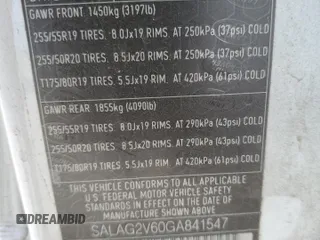 GAWR FRONT 1450kg (3197lb)
255/55R19 TIRES. 8.0Jx19 RIMS. AT 250kPa (37psi) COLD
255/50R20 TIRES. 8.5Jx20 RIMS. AT 250kPa (37psi) COLD
T175/80R19 TIRES 5.5Jx19 RIM. AT 420kPa (61psi) COLD
GAWR REAR 1855kg (4090lb)
255/55R19 TIRES 8.0Jx19 RIMS. AT 290kPa (43psi) COLD
255/50R20 TIRES 8.5Jx20 RIMS. AT 290kPa (43psi) COLD
T175/80R19 TIRES 5.5Jx19 RIM. AT 420kPa (61psi) COLD
THIS VEHICLE CONFORMS TO ALL APPLICABLE
U.S. FEDERAL MOTOR VEHICLE SAFETY
STANDARDS IN EFFECT ON THE DATE OF
MANUFACTURE SHOWN
SALAG2V60GA841547
© AUTOHISTORY